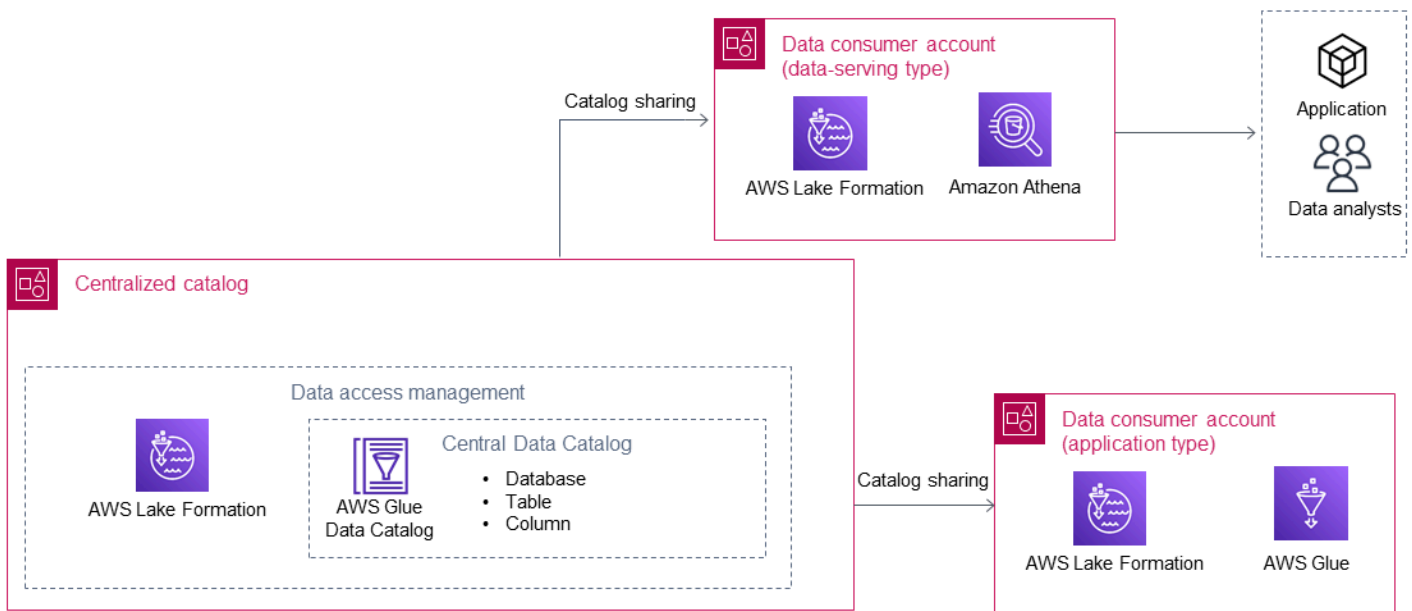 Data consumer account
(data-serving type)
Catalog sharing
AWS Lake Formation
Amazon Athena
Application
Data analysts
Centralized catalog
Data access management
AWS Lake Formation
Central Data Catalog
• Database
• Table
• Column
AWS Glue
Data Catalog
Catalog sharing
Data consumer account
(application type)
AWS Lake Formation
AWS Glue